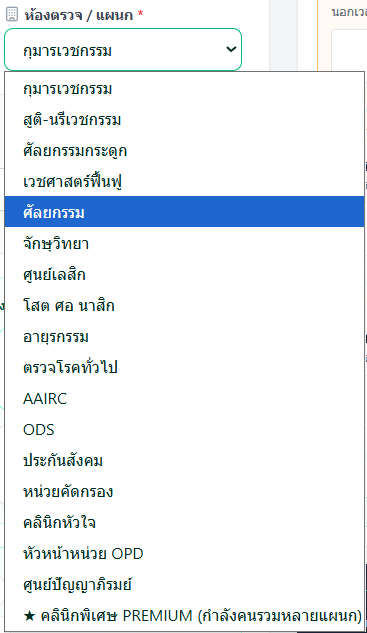 ห้องตรวจ / แผนก *
นอกเวล
กุมารเวชกรรม
กุมารเวชกรรม
สูติ-นรีเวชกรรม
ศัลยกรรมกระดูก
เวชศาสตร์ฟื้นฟู
ศัลยกรรม
จักษุวิทยา
ศูนย์เลสิก
โสต ศอ นาสิก
อายุรกรรม
ตรวจโรคทั่วไป
AAIRC
ODS
ประกันสังคม
หน่วยคัดกรอง
คลินิกหัวใจ
หัวหน้าหน่วย OPD
ศูนย์ปัญญาภิรมย์
★ คลินิกพิเศษ PREMIUM (กำลังคนรวมหลายแผนก)